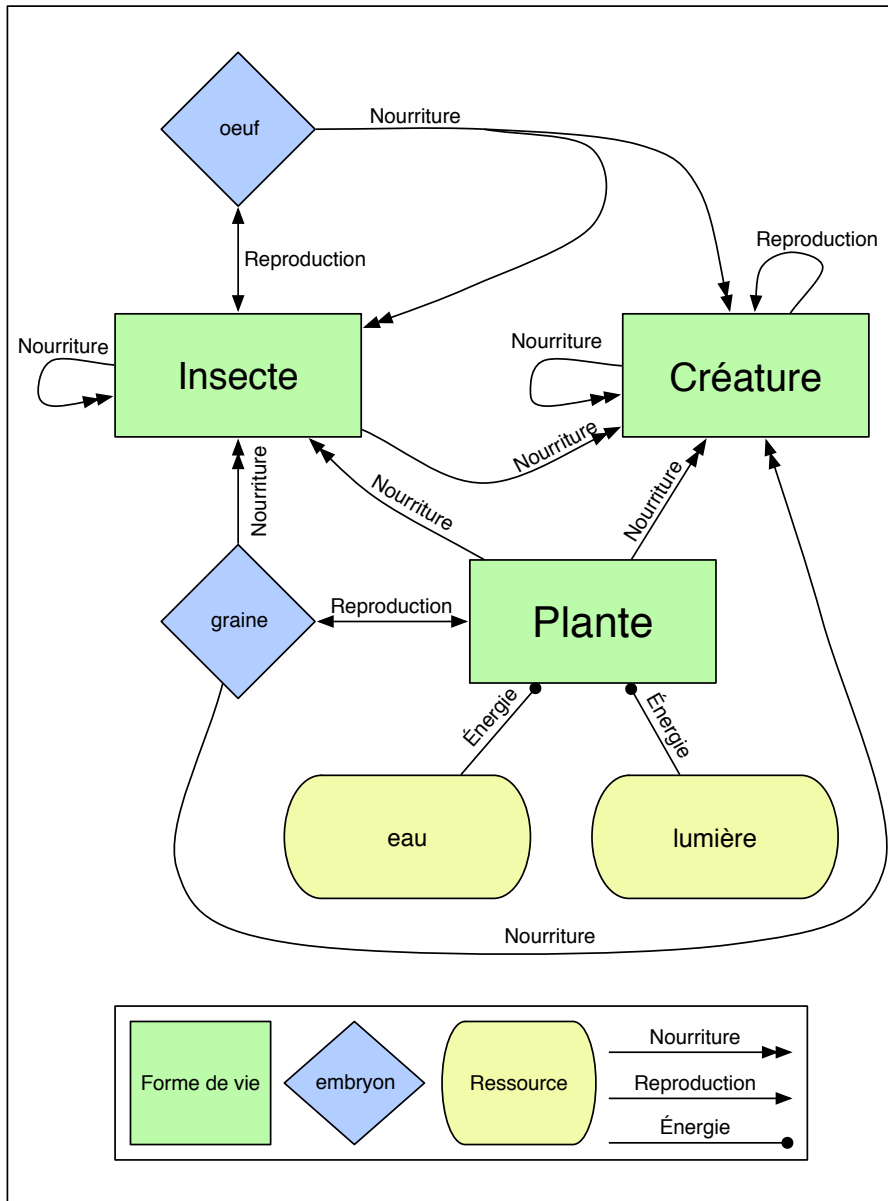 oeuf
Nourriture
Reproduction
Reproduction
Nourriture
Insecte
Nourriture
Créature
Nourriture
Nourriture
Nourriture
Nourriture
graine
Reproduction
Plante
Énergie
Énergie
eau
lumière
Nourriture
Forme de vie
embryon
Ressource
Nourriture
Reproduction
Énergie